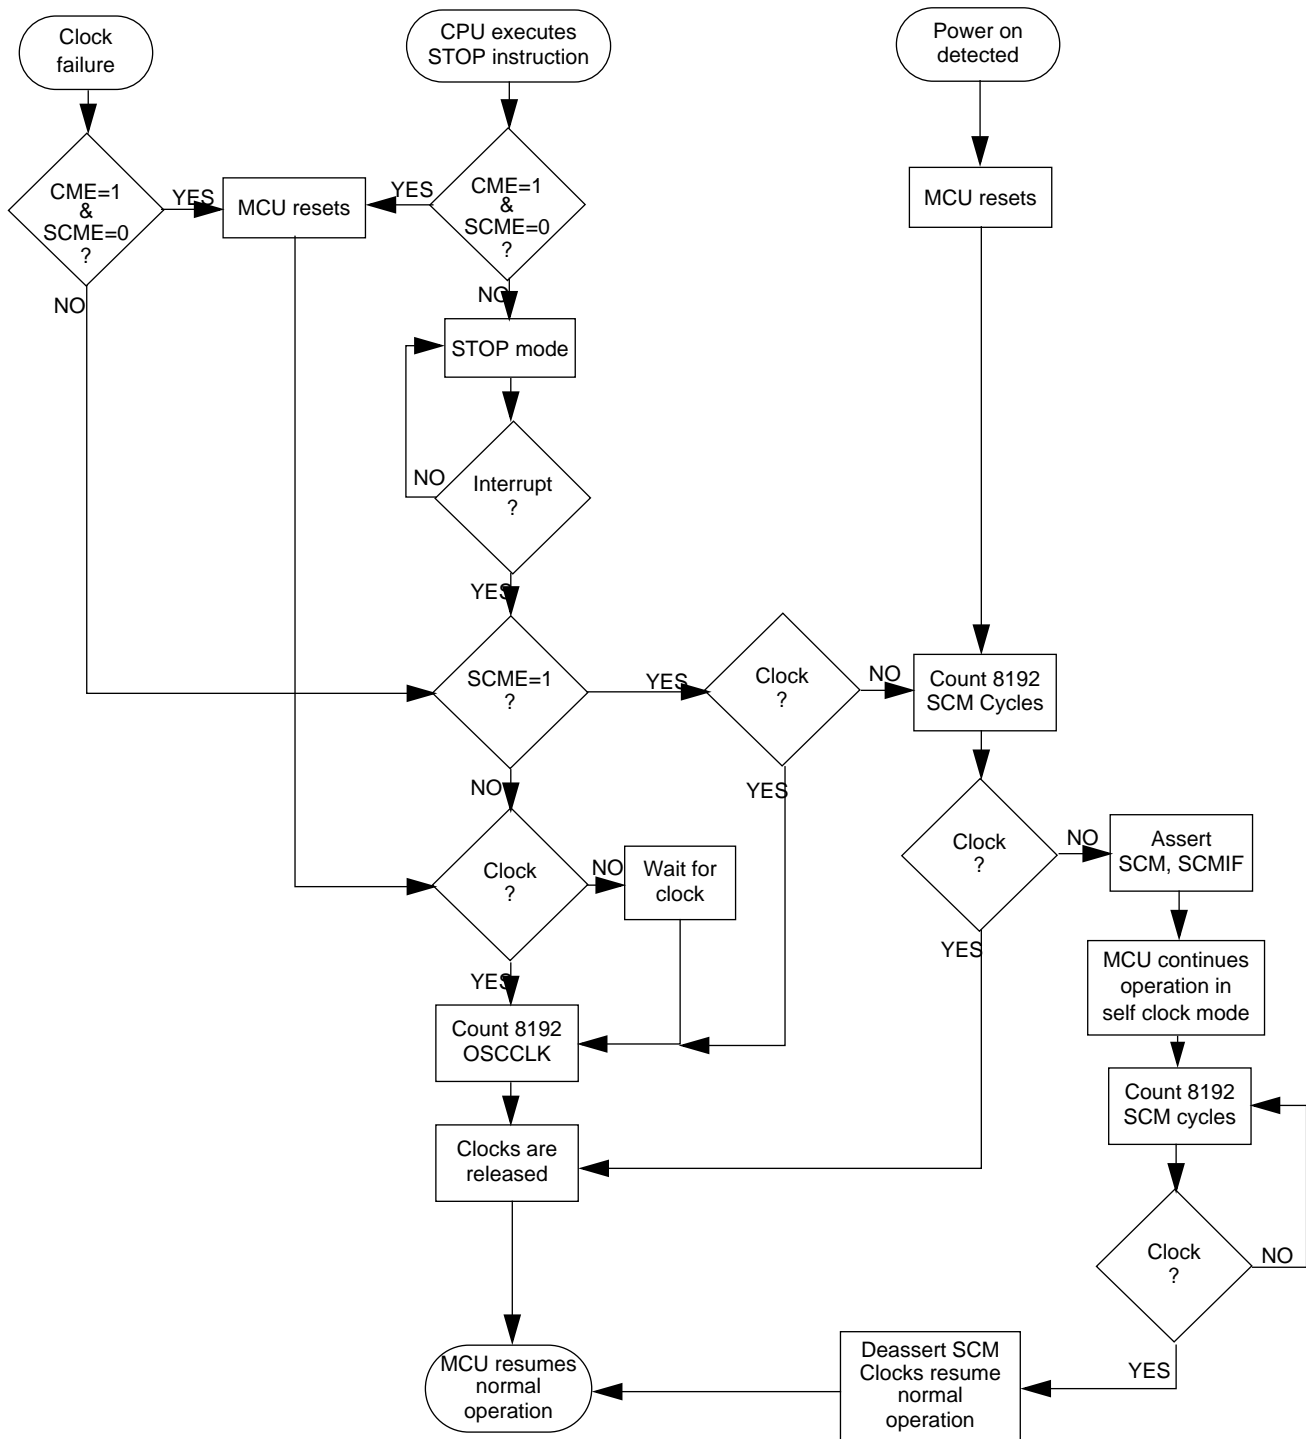 Clock
failure
CPU executes
STOP instruction
Power on
detected
CME=1
&
SCME=0
?
YES
MCU resets
YES
CME=1
&
SCME=0
?
MCU resets
NO
NO
STOP mode
NO
Interrupt
?
YES
SCME=1
?
YES
Clock
?
NO
Count 8192
SCM Cycles
NO
YES
Clock
?
NO
Wait for
clock
Clock
?
NO
Assert
SCM, SCMIF
YES
YES
MCU continues
operation in
self clock mode
Count 8192
OSCCLK
Count 8192
SCM cycles
Clocks are
released
Clock
?
NO
YES
MCU resumes
normal
operation
Deassert SCM
Clocks resume
normal
operation